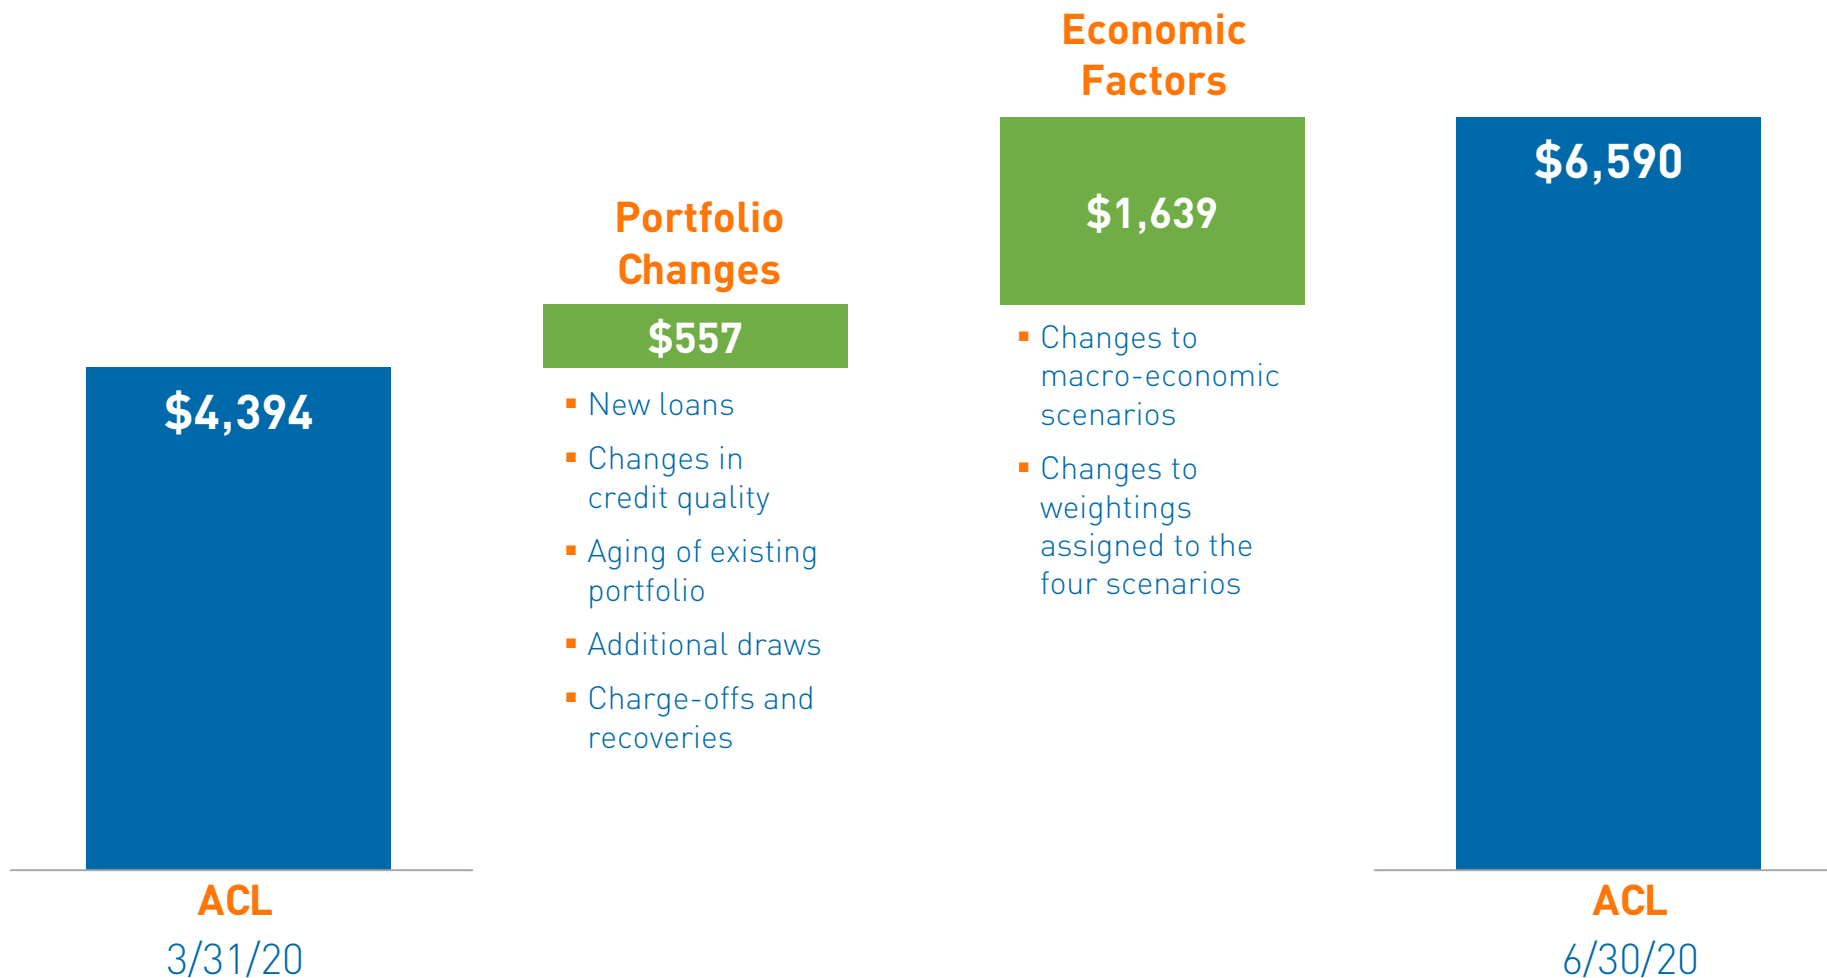 $4,394
ACL
3/31/20
Portfolio
Changes
$557
▪ New loans
▪ Changes in
credit quality
▪ Aging of existing
portfolio
▪ Additional draws
▪ Charge-offs and
recoveries
Economic
Factors
$1,639
▪ Changes to
macro-economic
scenarios
▪ Changes to
weightings
assigned to the
four scenarios
$6,590
ACL
6/30/20